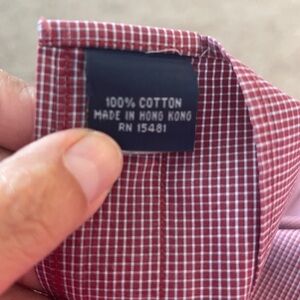 100% COTTON
MADE IN HONG KONG
RN 15481